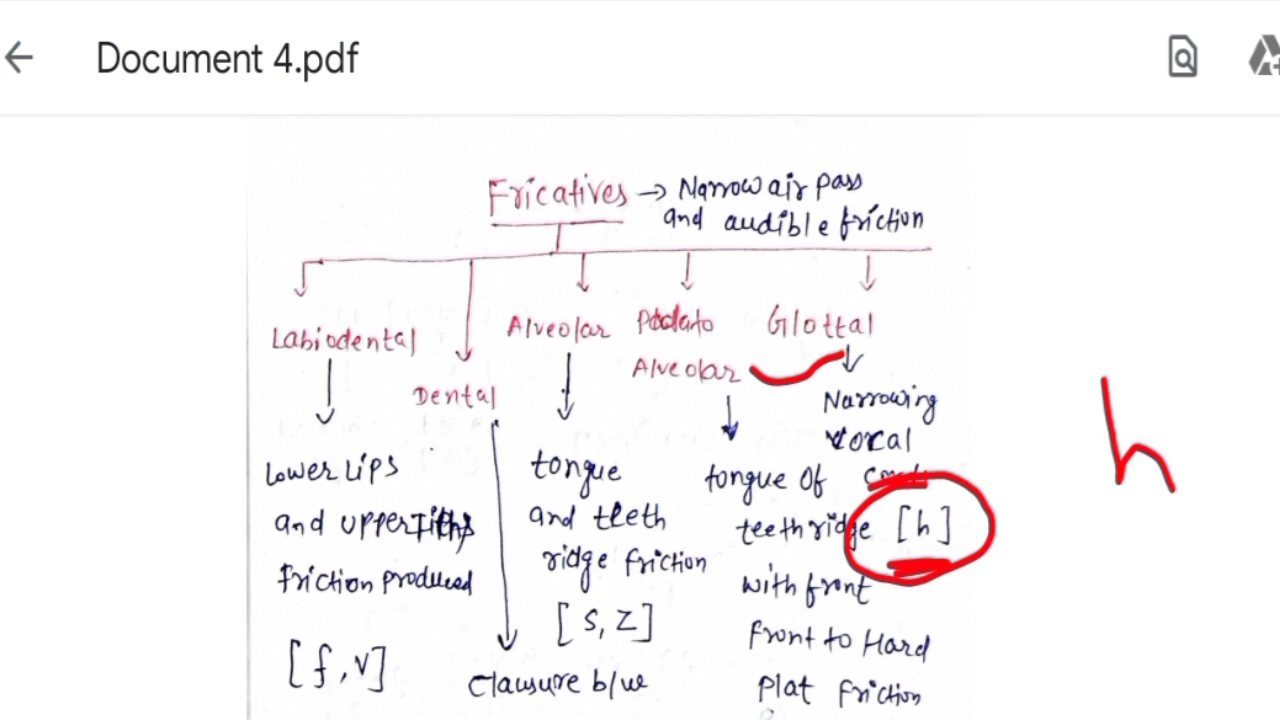 Document 4.pdf
Fricatives → Narrow air pass
and audible friction
Labiodental
Dental
Alveolar
Palato
Alveolar
Glottal
Lower Lips
and upper
friction produced
[f, v]
Clausure b/w
tongue
and teeth
ridge friction
[s, z]
tongue of
teeth ridge
with front
front to Hard
plat friction
Narrowing
vocal
[h]
h